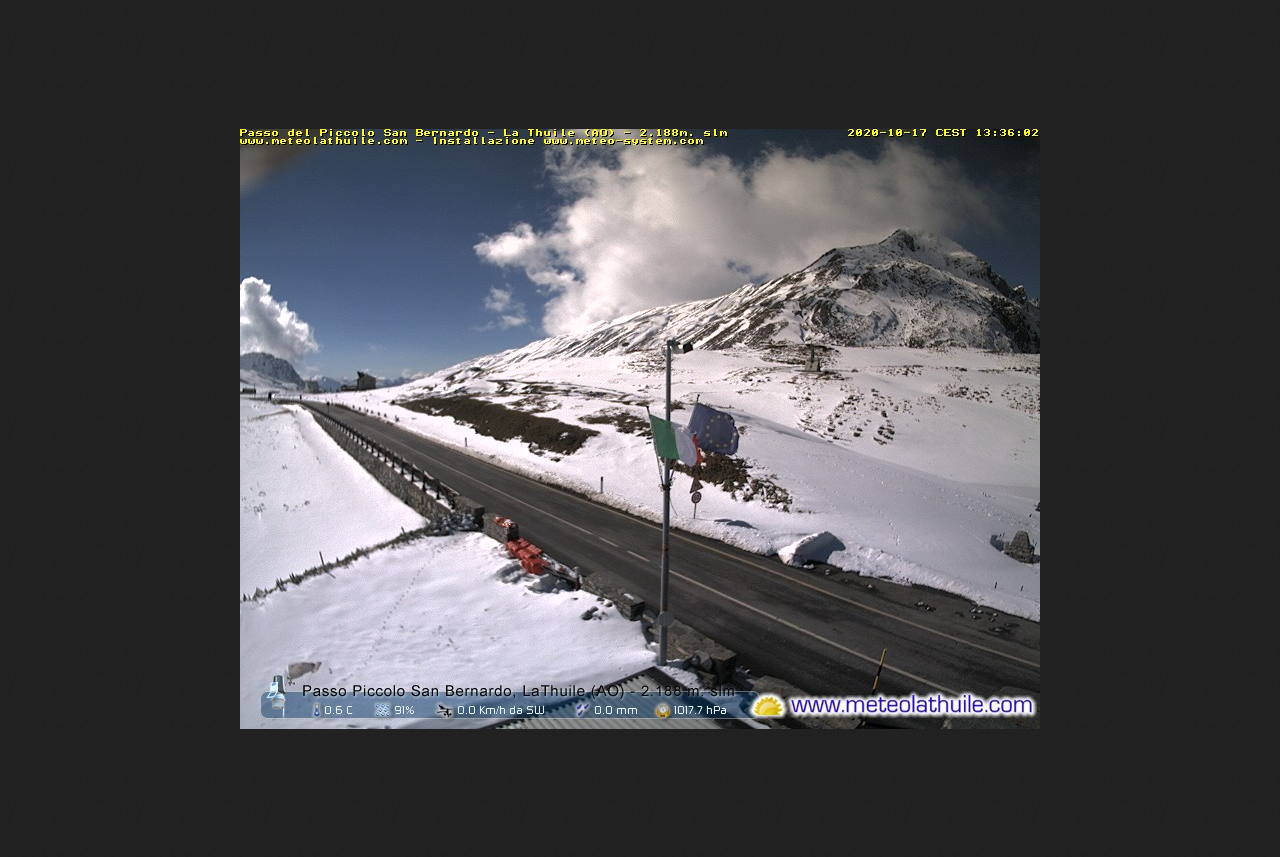 Passo del Piccolo San Bernardo - La Thuile (AO) - 2.188m. slm
2020-10-17 CEST 13:36:02
www.meteolathuile.com - Installazione www.meteo-system.com
Passo Piccolo San Bernardo, LaThuile (AO) - 2.188 m. slm
0.6 C 91% 0.0 Km/h da SW 0.0 mm 1017.7 hPa
www.meteolathuile.com